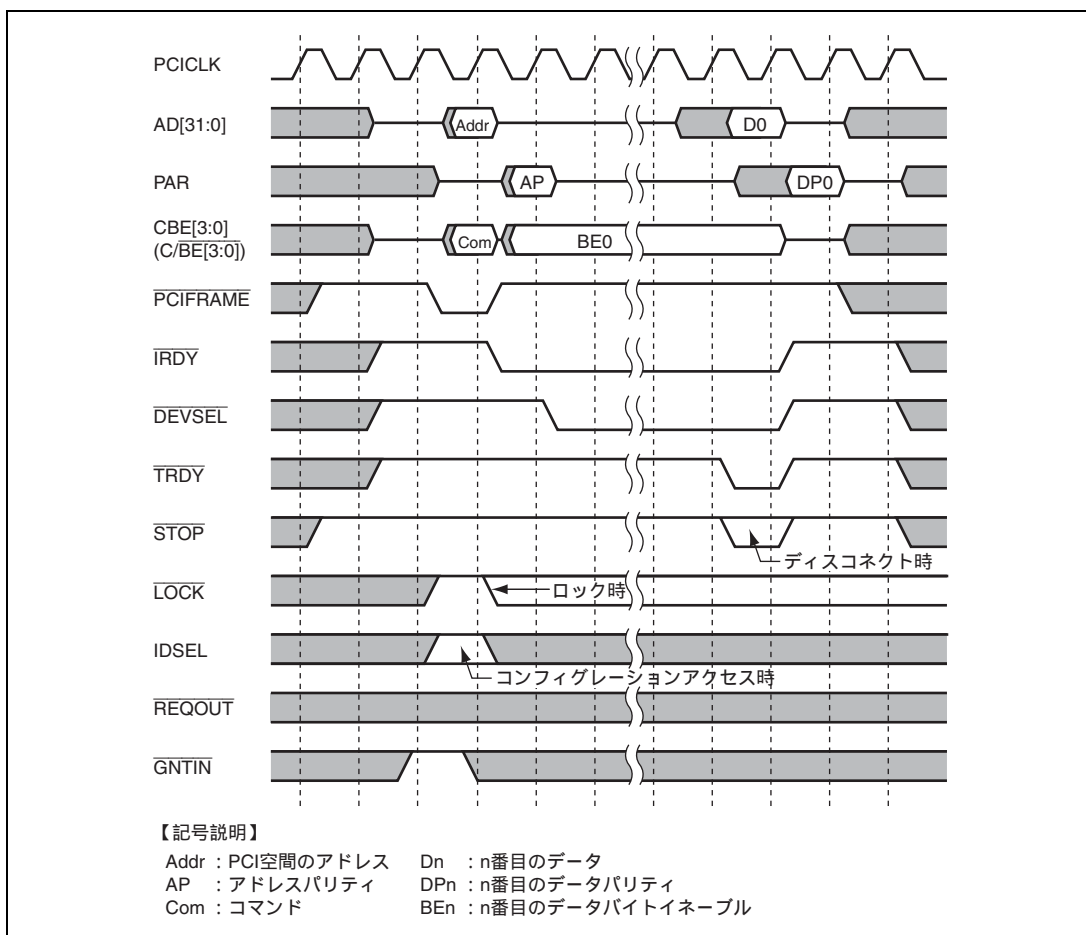 PCICLK
AD[31:0]
Addr
D0
PAR
AP
DP0
CBE[3:0]
(C/BE[3:0])
Com
BE0
PCIFRAME
IRDY
DEVSEL
TRDY
STOP
ディスコネクト時
LOCK
ロック時
IDSEL
コンフィグレーションアクセス時
REQOUT
GNTIN
【記号説明】
Addr : PCI空間のアドレス Dn : n番目のデータ
AP : アドレスパリティ DPn : n番目のデータパリティ
Com : コマンド BEn : n番目のデータバイトイネーブル